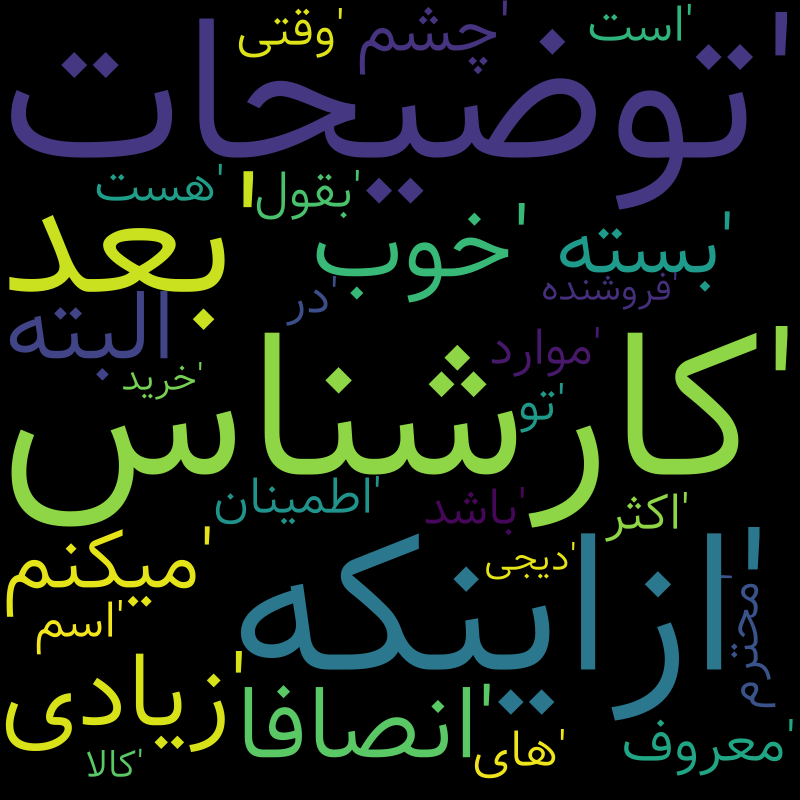 'است
'چشم
'وقتی
'توضیحات
'هست
'بقول
'بعد
'خوب
'بسته
'فروشنده
'در
البته
'موارد
'خرید
'تو
'کارشناس
'اطمینان
'باشد
'اکثر
'میکنم
'دیجی
'ازاینکه
'محترم
'اسم
'زیادی
'انصافا
'معروف
'های
'کالا